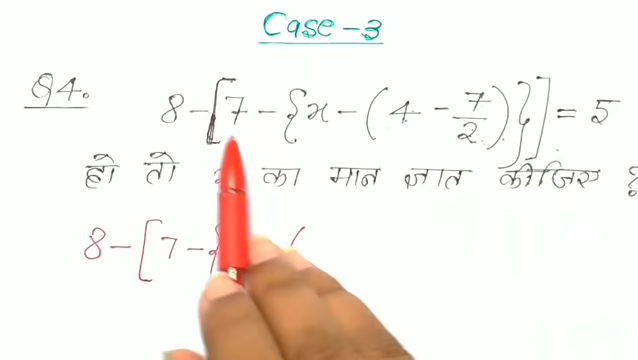 Case-3
Q4. 8-[7-{x-(4-7/2)}]=5
हो तो का मान ज्ञात कीजिए ?
8-[7-{ (